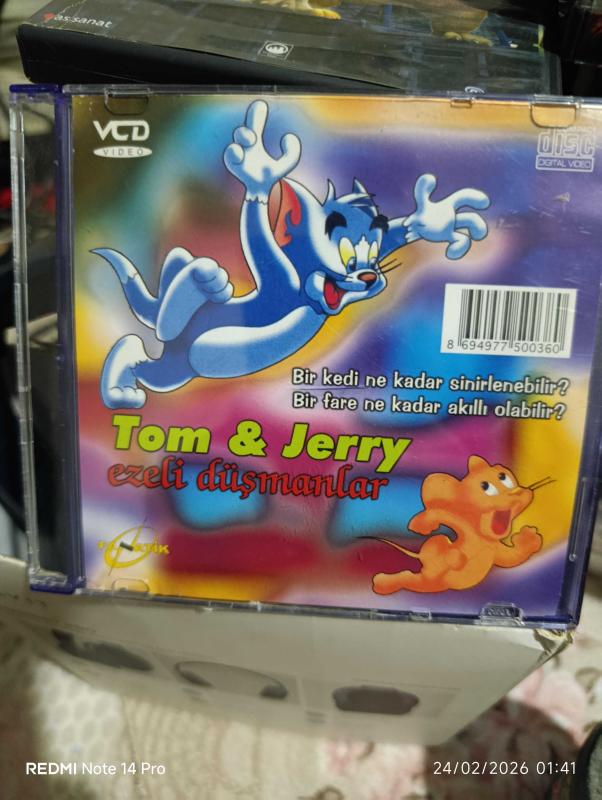 assanat
VCD
VIDEO
disc
DIGITAL VIDEO
8 694977 500360
Bir kedi ne kadar sinirlenebilir?
Bir fare ne kadar akıllı olabilir?
Tom & Jerry
ezeli düşmanlar
REDMI Note 14 Pro
24/02/2026 01:41